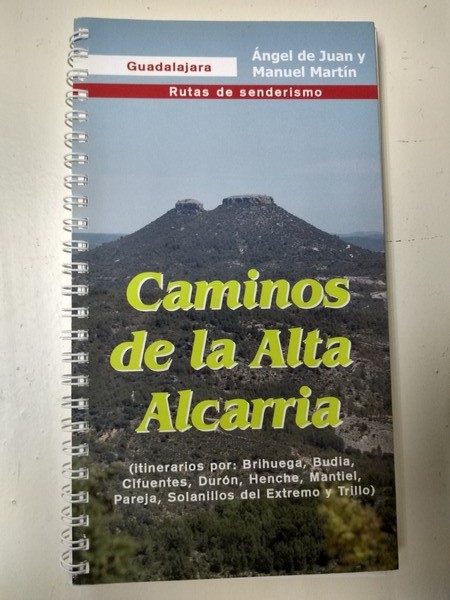 Guadalajara
Ángel de Juan y
Manuel Martín
Rutas de senderismo
Caminos
de la Alta
Alcarria
(itinerarios por: Brihuega, Budia,
Cifuentes, Durón, Henche, Mantiel,
Pareja, Solanillos del Extremo y Trillo)